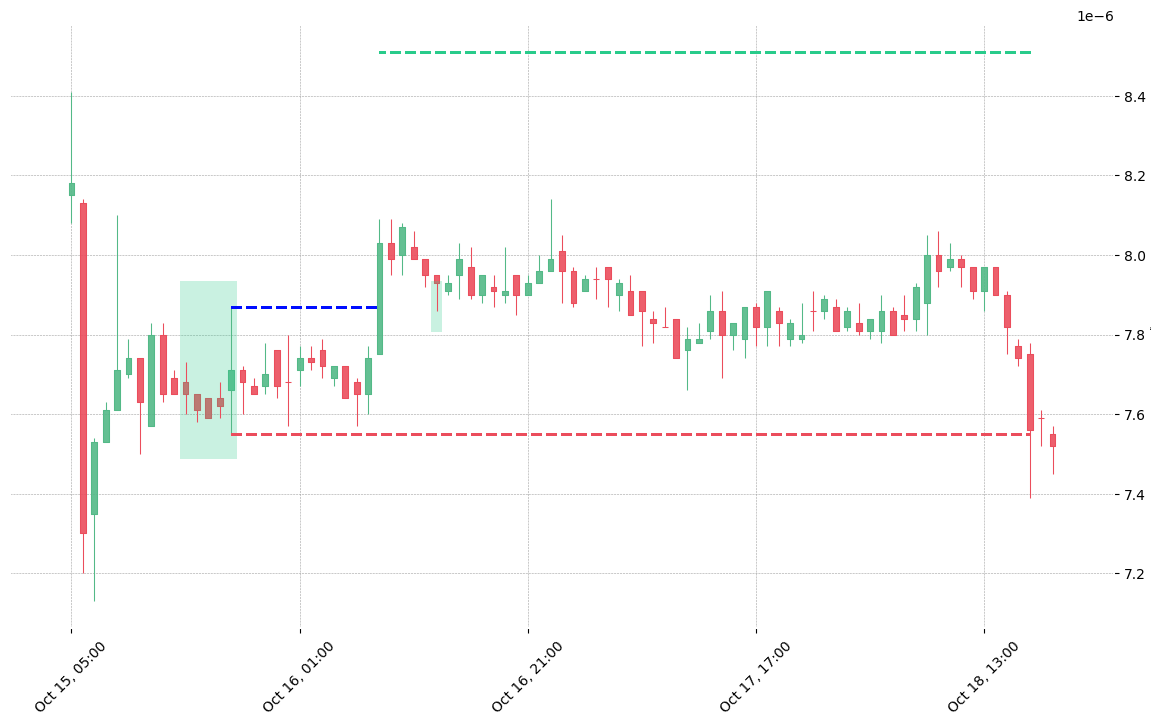 1e−6
8.4
8.2
8.0
7.8
7.6
7.4
7.2
Oct 15, 05:00
Oct 16, 01:00
Oct 16, 21:00
Oct 17, 17:00
Oct 18, 13:00